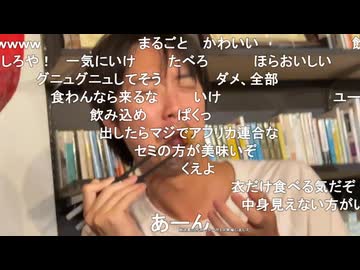 wwww
まるごと かわいい
しろや! 一気にいけ たべろ ほらおいしい
グニュグニュしてそう ダメ、全部
食わんなら来るな いけ ユー
飲み込め ぱくっ
出したらマジでアフリカ連合な
セミの方が美味いぞ
くえよ
衣だけ食べる気だぞ
中身見えない方がい
あーん